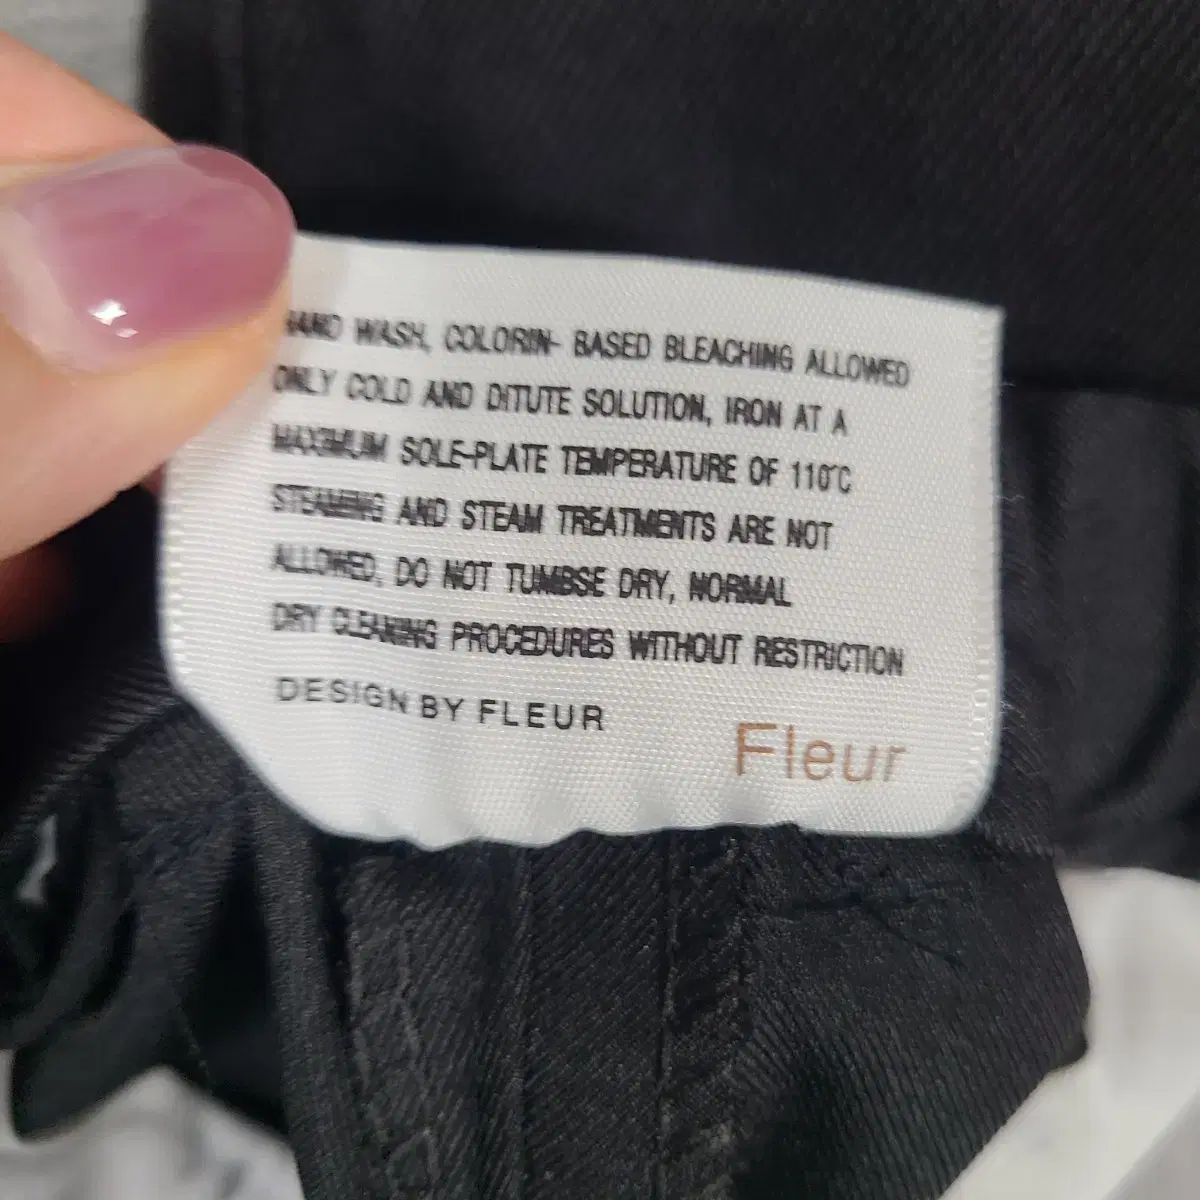 HAND WASH, COLORIN- BASED BLEACHING ALLOWED
ONLY COLD AND DITUTE SOLUTION, IRON AT A
MAXIMUM SOLE-PLATE TEMPERATURE OF 110°C
STEAMING AND STEAM TREATMENTS ARE NOT
ALLOWED, DO NOT TUMBSE DRY, NORMAL
DRY CLEANING PROCEDURES WITHOUT RESTRICTION
DESIGN BY FLEUR
Fleur